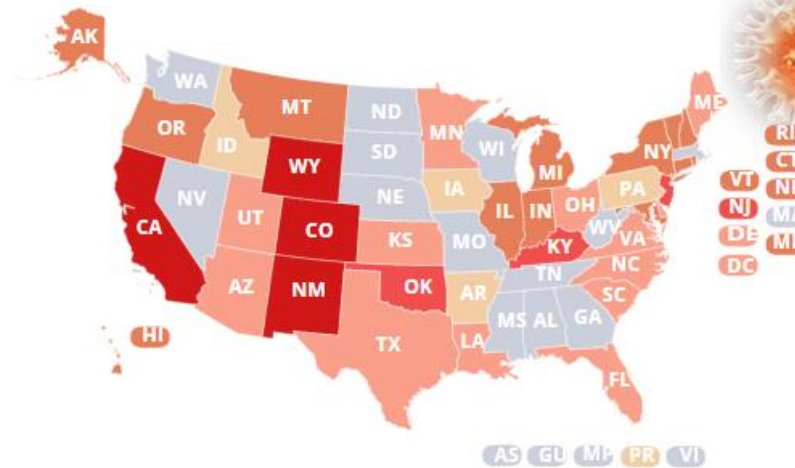 AK
WA
MT
ND
MN
ME
OR
ID
SD
WI
MI
NY
RI
CT
WY
NE
IA
PA
VT
NV
UT
CO
KS
MO
IL
IN
OH
WV
VA
KY
NJ
DE
DC
CA
AZ
NM
OK
AR
TN
NC
SC
TX
LA
MS
AL
GA
FL
HI
AS
GU
MP
PR
VI